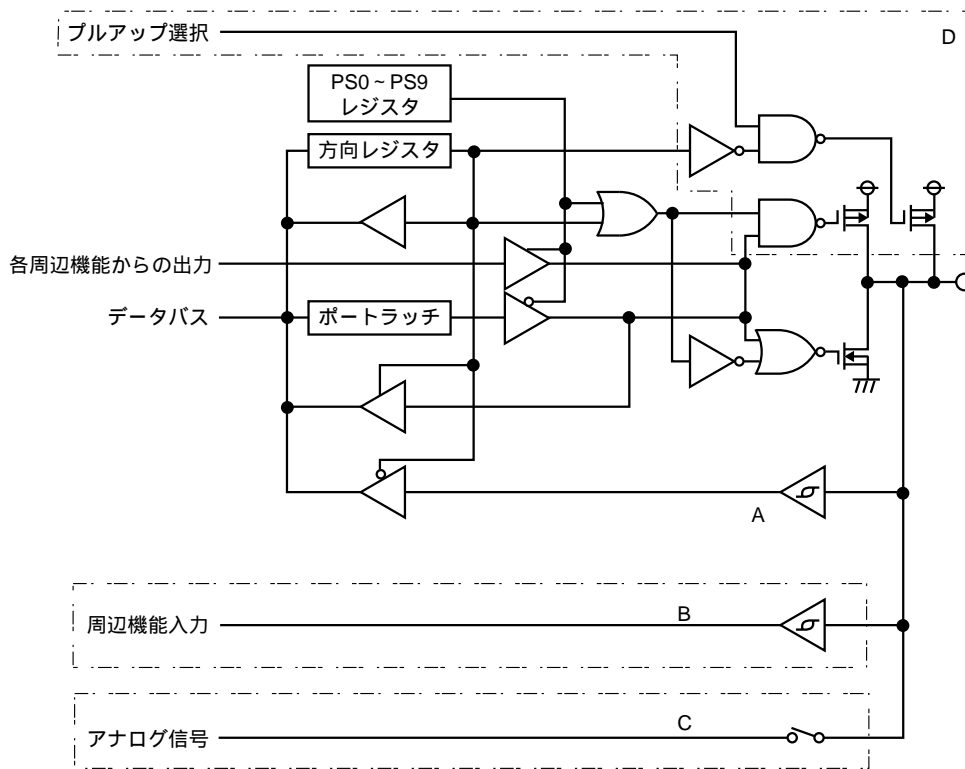 プルアップ選択
D
PS0 ~ PS9
レジスタ
方向レジスタ
各周辺機能からの出力
データバス
ポートラッチ
A
周辺機能入力
B
アナログ信号
C